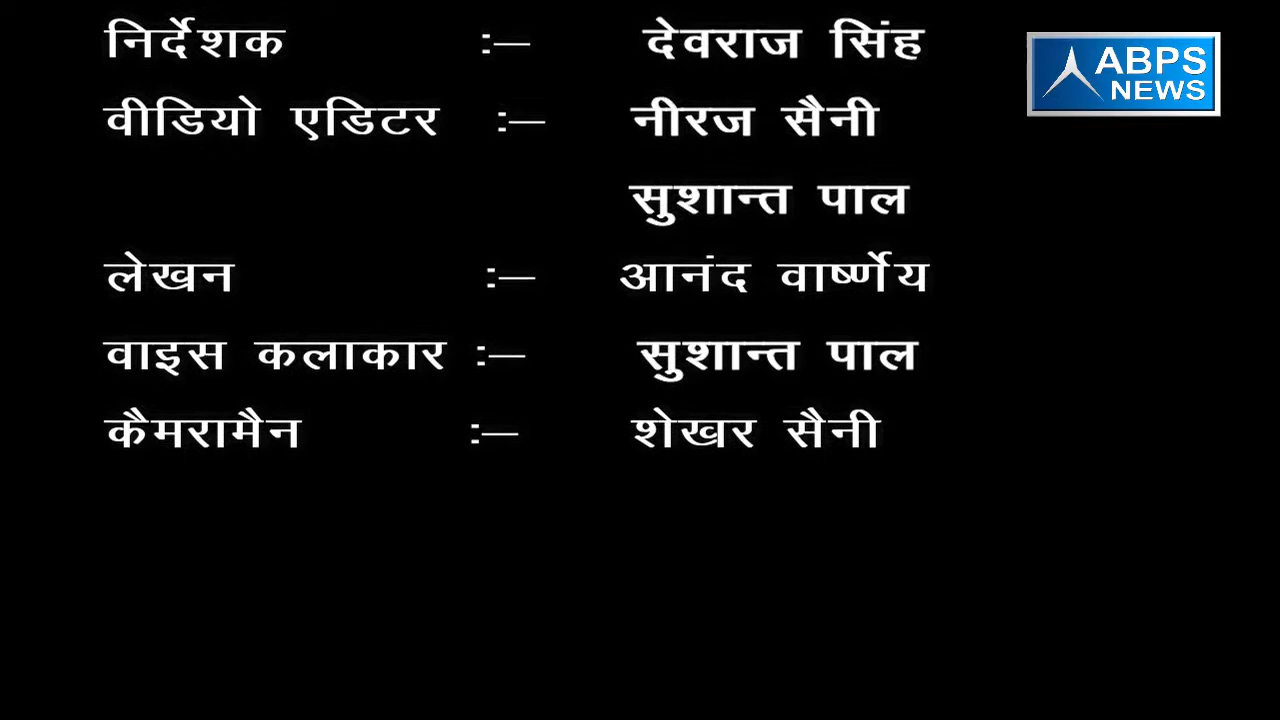 निर्देशक :— देवराज सिंह
वीडियो एडिटर :— नीरज सैनी
सुशान्त पाल
लेखन :— आनंद वार्ष्णेय
वाइस कलाकार :— सुशान्त पाल
कैमरामैन :— शेखर सैनी
ABPS
NEWS